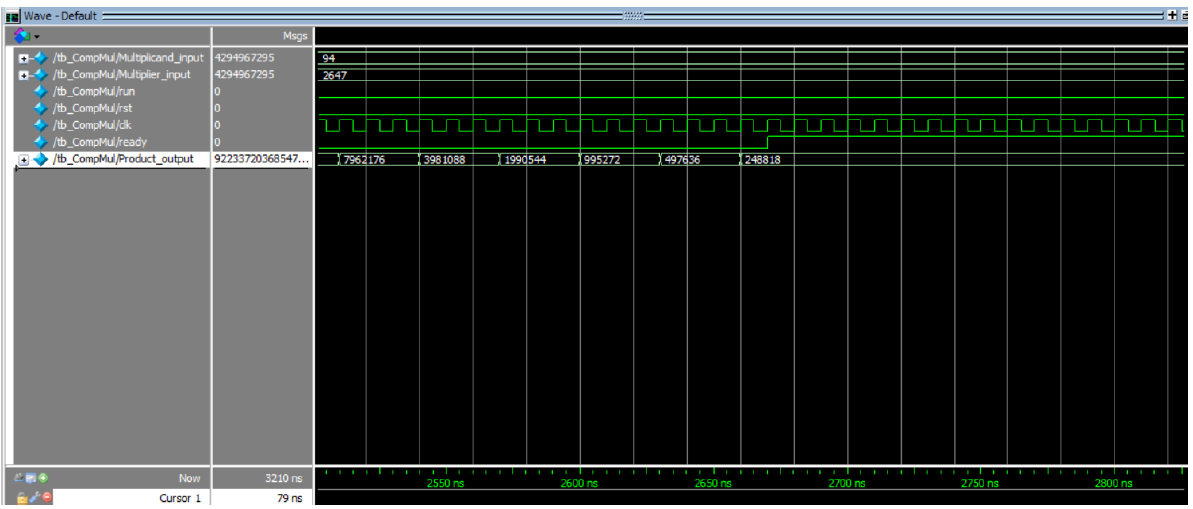 Wave - Default
Msgs
/tb_CompMul/Multiplicand_input 4294967295 94
/tb_CompMul/Multiplier_input 4294967295 2647
/tb_CompMul/run 0
/tb_CompMul/rst 0
/tb_CompMul/clk 0
/tb_CompMul/ready 0
/tb_CompMul/Product_output 92233720368547... 7962176 3981088 1990544 995272 497636 248818
Now 3210 ns 2550 ns 2600 ns 2650 ns 2700 ns 2750 ns 2800 ns
Cursor 1 79 ns